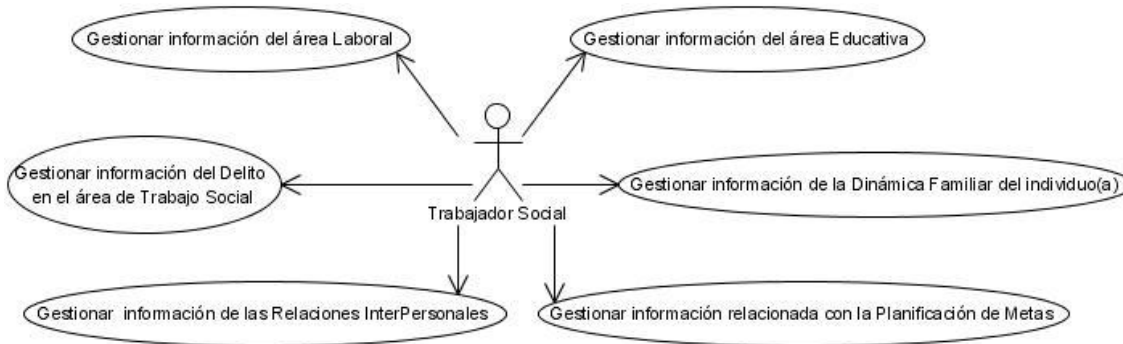 Gestionar información del área Laboral
Gestionar información del área Educativa
Gestionar información del Delito
en el área de Trabajo Social
Gestionar información de la Dinámica Familiar del individuo(a)
Trabajador Social
Gestionar información de las Relaciones InterPersonales
Gestionar información relacionada con la Planificación de Metas